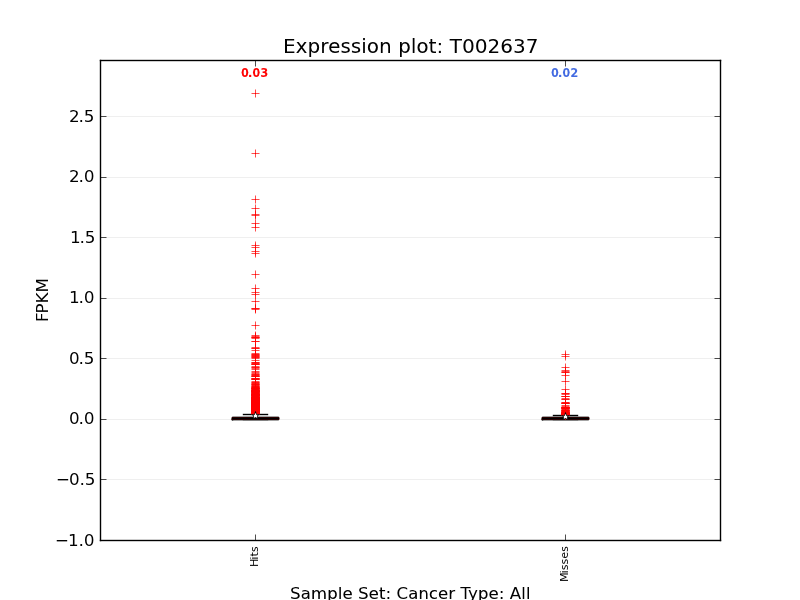 Expression plot: T002637
0.03
0.02
2.5
2.0
1.5
1.0
0.5
0.0
−0.5
−1.0
FPKM
Hits
Misses
Sample Set: Cancer Type: All